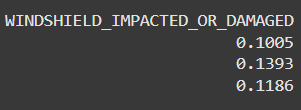 WINDSHIELD_IMPACTED_OR_DAMAGED
0.1005
0.1393
0.1186